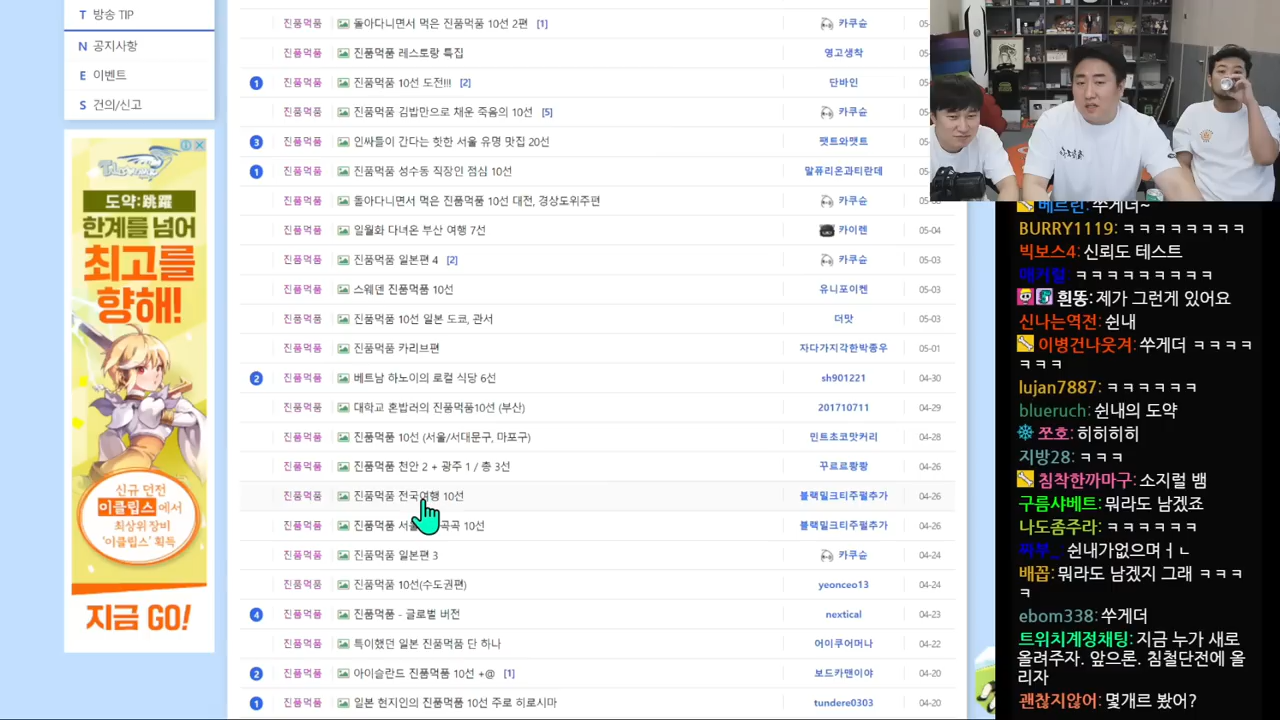 T 방송 TIP
N 공지사항
E 이벤트
S 건의/신고
도약:跳躍
한계를 넘어
최고를
향해!
신규 던전
이클립스에서
최상위 장비
'이클립스' 획득
지금 GO!
진품먹품 돌아다니면서 먹은 진품먹품 10선 2편 [1] 카쿠슌
진품먹품 진품먹품 레스토랑 특집 영고생착
1 진품먹품 진품먹품 10선 도전!!! [2] 단바인
진품먹품 진품먹품 김밥만으로 채운 죽음의 10선 [5] 카쿠슌
3 진품먹품 인싸들이 간다는 핫한 서울 유명 맛집 20선 팻트와맷트
1 진품먹품 진품먹품 성수동 직장인 점심 10선 말퓨리온과티란데
진품먹품 돌아다니면서 먹은 진품먹품 10선 대전, 경상도위주편 카쿠슌
진품먹품 최근 다녀온 부산 여행 7선 카이렌 05-04
진품먹품 진품먹품 일본편 4 [2] 카쿠슌 05-03
진품먹품 일본 진품먹품 10선 유니포이켄 05-03
진품먹품 진품먹품 10선 일본 도쿄, 관서 더맛 05-03
진품먹품 진품먹품 카리브편 자다가지각한박종우 05-01
2 진품먹품 베트남 하노이의 로컬 식당 6선 sh901221 04-30
진품먹품 대학교 혼밥러의 진품먹품10선 (부산) 201710711 04-29
진품먹품 진품먹품 10선 (서울/서대문구, 마포구) 민트초코맛커리 04-28
진품먹품 진품먹품 천안 2 + 광주 1 / 총 3선 꾸르르꽝꽝 04-26
진품먹품 진품먹품 전국여행 10선 블랙밀크티주펄추가 04-26
진품먹품 진품먹품 곡곡 10선 블랙밀크티주펄추가 04-26
진품먹품 진품먹품 일본편 3 카쿠슌 04-24
진품먹품 진품먹품 10선(수도권편) yeonceo13 04-24
4 진품먹품 진품먹품 - 글로벌 버전 nextical 04-23
진품먹품 특이했던 일본 진품먹품 단 하나 어이쿠어머나 04-22
2 진품먹품 아이슬란드 진품먹품 10선 +@ [1] 보드카맨이야 04-20
1 진품먹품 일본 현지인의 진품먹품 10선 주로 히로시마 tundere0303 04-20
베르린: 쑤게더~
BURRY1119: ㅋㅋㅋㅋㅋㅋㅋㅋ
빅보스4: 신뢰도 테스트
매커럴: ㅋㅋㅋㅋㅋㅋㅋㅋㅋ
흰똥: 제가 그런게 있어요
신나는역전: 쉰내
이병건나웃겨: 쑤게더 ㅋㅋㅋㅋ
ㅋㅋㅋ
lujan7887: ㅋㅋㅋㅋㅋㅋ
blueruch: 쉰내의 도약
쪼호: 히히히히
지방28: ㅋㅋㅋ
침착한까마구: 소지럴 뱀
구름샤베트: 뭐라도 남겠죠
나도좀주라: ㅋㅋㅋㅋㅋㅋ
짜부__: 쉰내가없으며ㅓㄴ
배꼽: 뭐라도 남겠지 그래 ㅋㅋㅋ
ㅋ
ebom338: 쑤게더
트위치계정채팅: 지금 누가 새로
올려주자. 앞으론. 침철단전에 올
리자
괜찮지않어: 몇개르 봤어?